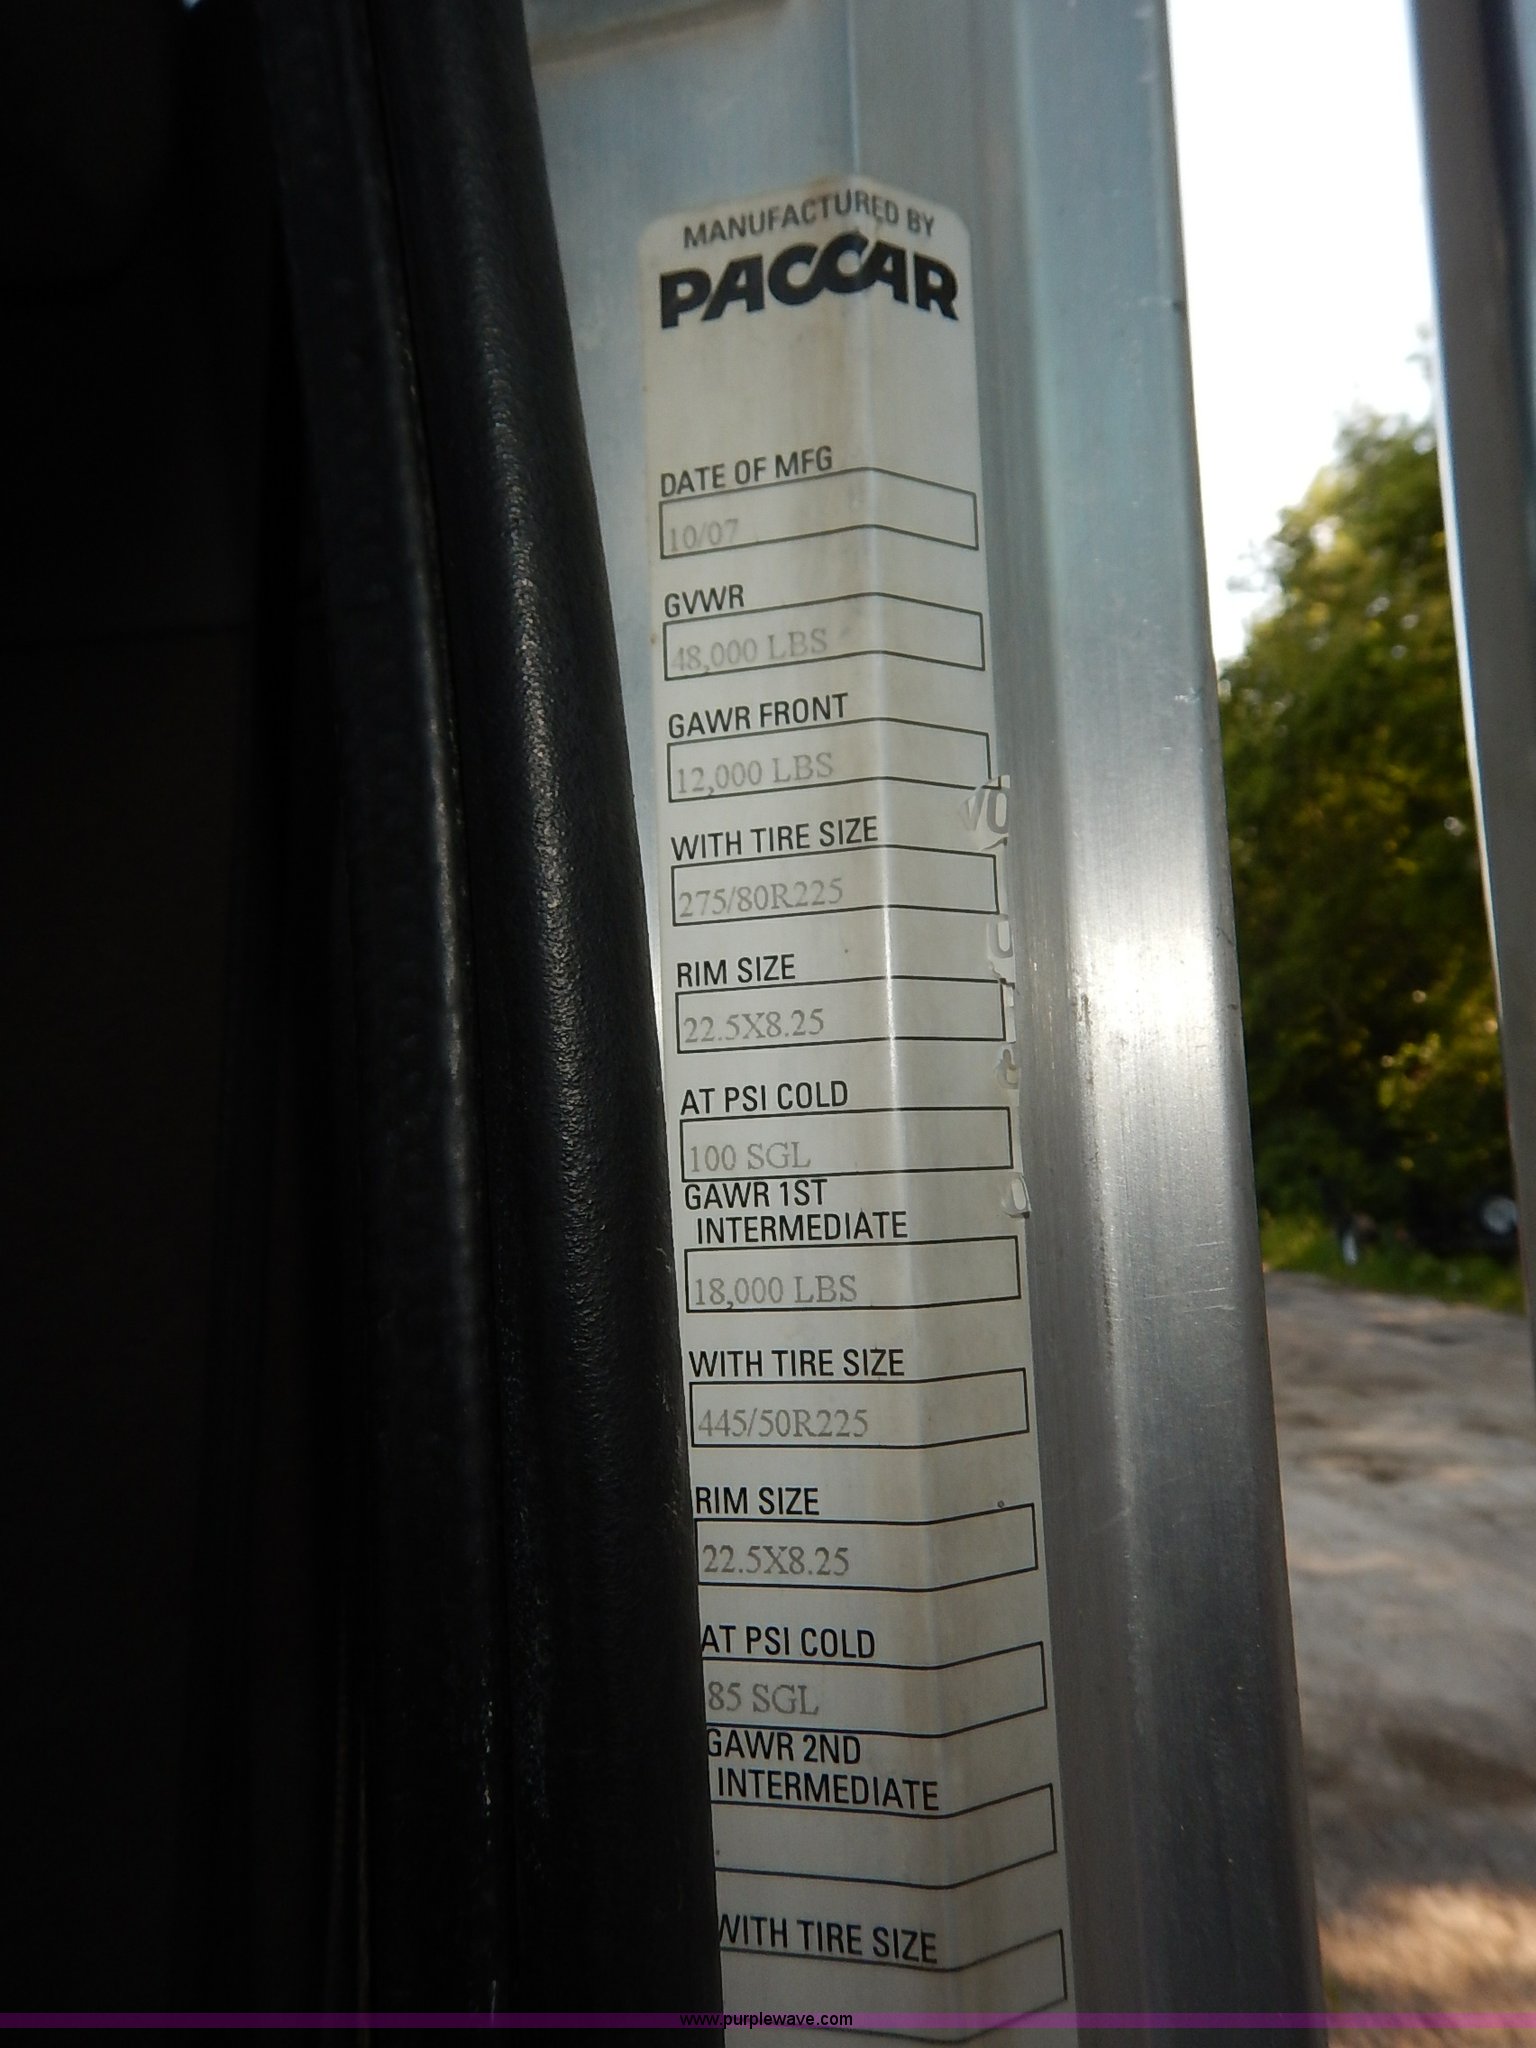 MANUFACTURED BY
PACCAR
DATE OF MFG
10/07
GVWR
48,000 LBS
GAWR FRONT
12,000 LBS
WITH TIRE SIZE
275/80R225
RIM SIZE
22.5X8.25
AT PSI COLD
100 SGL
GAWR 1ST
INTERMEDIATE
18,000 LBS
WITH TIRE SIZE
445/50R225
RIM SIZE
22.5X8.25
AT PSI COLD
85 SGL
GAWR 2ND
INTERMEDIATE
WITH TIRE SIZE
www.purplewave.com